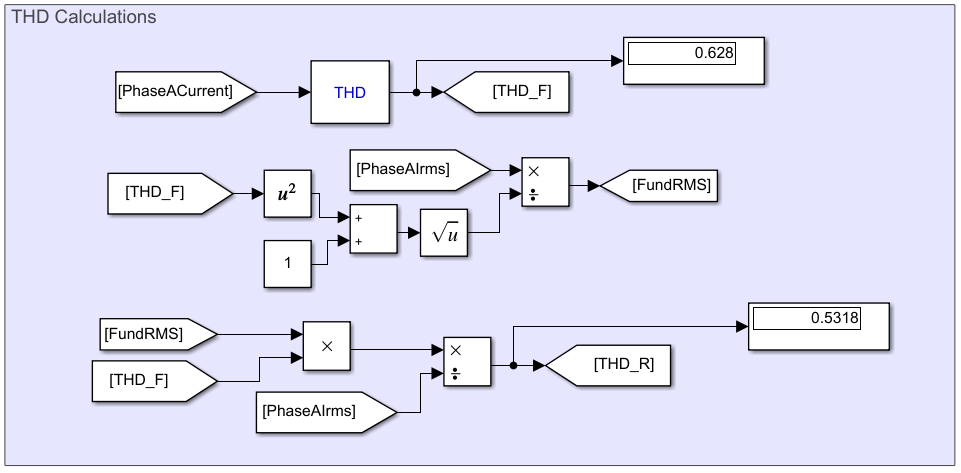 THD Calculations
0.628
[PhaseACurrent]
THD
[THD_F]
[PhaseAIrms]
×
÷
[FundRMS]
[THD_F]
u²
+
+
√u
1
[FundRMS]
×
[THD_F]
×
÷
0.5318
[THD_R]
[PhaseAIrms]